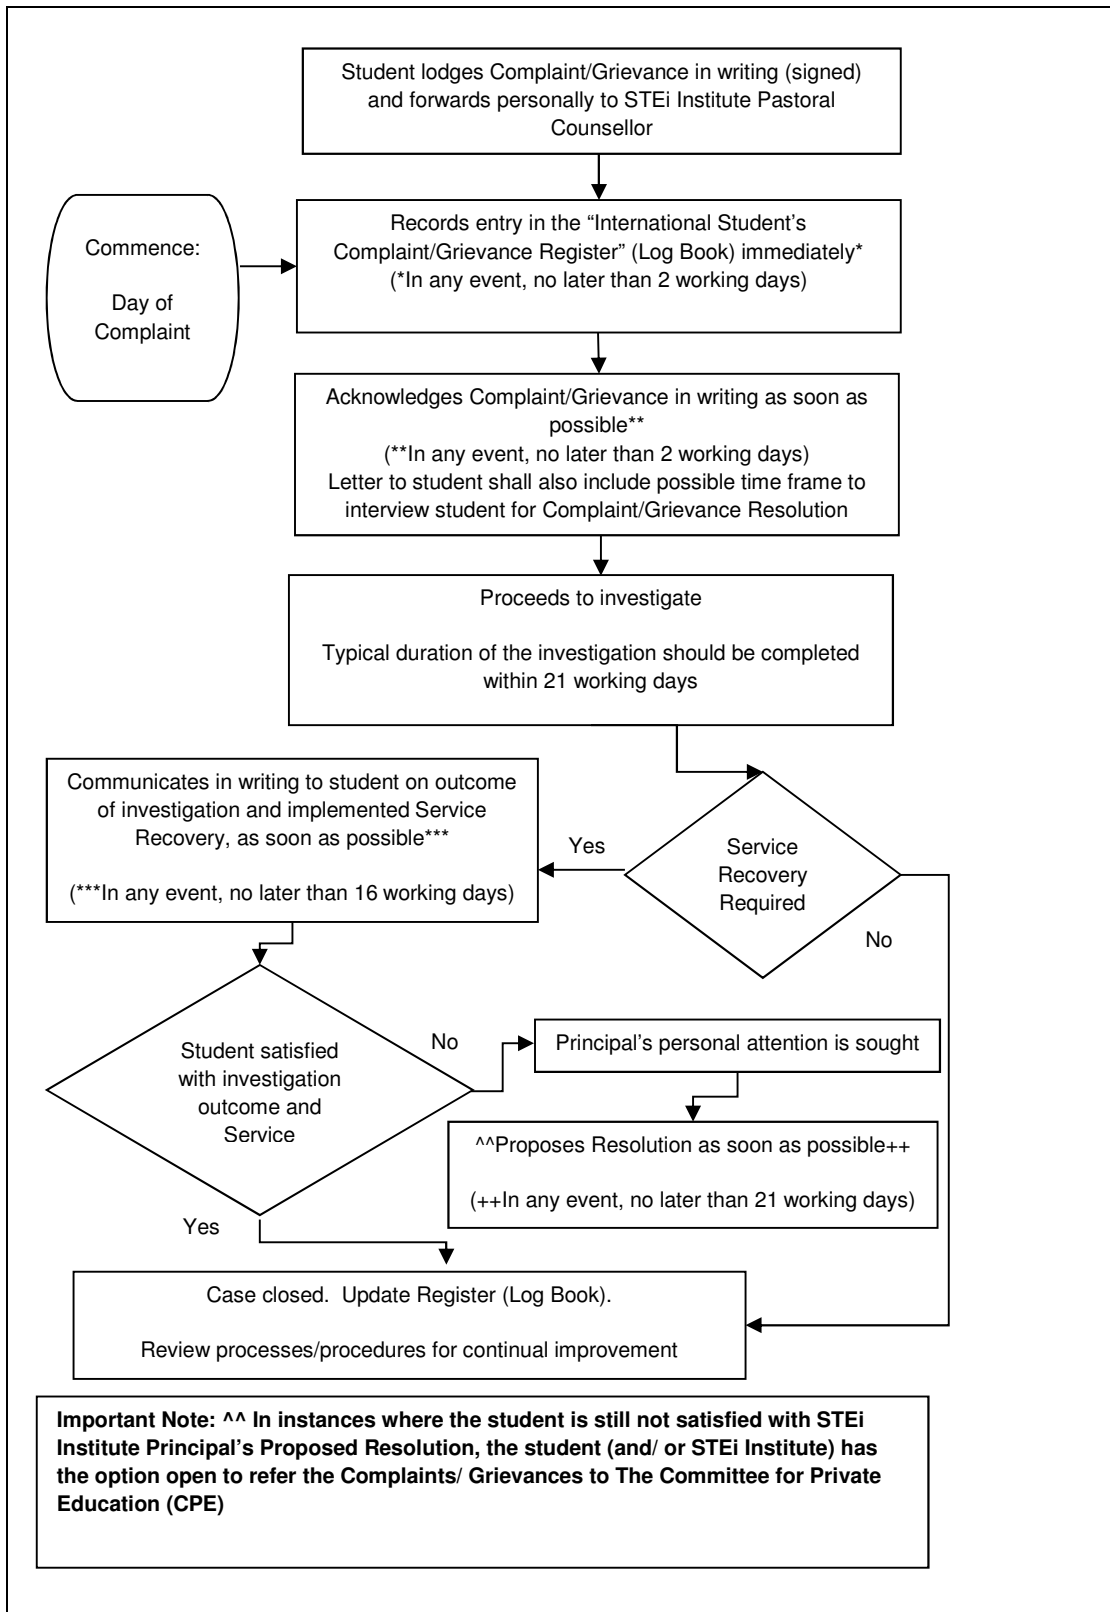 Student lodges Complaint/Grievance in writing (signed)
and forwards personally to STEi Institute Pastoral
Counsellor
Commence:
Day of
Complaint
Records entry in the “International Student’s
Complaint/Grievance Register” (Log Book) immediately*
(*In any event, no later than 2 working days)
Acknowledges Complaint/Grievance in writing as soon as
possible**
(**In any event, no later than 2 working days)
Letter to student shall also include possible time frame to
interview student for Complaint/Grievance Resolution
Proceeds to investigate
Typical duration of the investigation should be completed
within 21 working days
Communicates in writing to student on outcome
of investigation and implemented Service
Recovery, as soon as possible***
(***In any event, no later than 16 working days)
Yes
Service
Recovery
Required
No
Student satisfied
with investigation
outcome and
Service
No
Principal’s personal attention is sought
^^Proposes Resolution as soon as possible++
(++In any event, no later than 21 working days)
Yes
Case closed. Update Register (Log Book).
Review processes/procedures for continual improvement
Important Note: ^^ In instances where the student is still not satisfied with STEi
Institute Principal’s Proposed Resolution, the student (and/ or STEi Institute) has
the option open to refer the Complaints/ Grievances to The Committee for Private
Education (CPE)